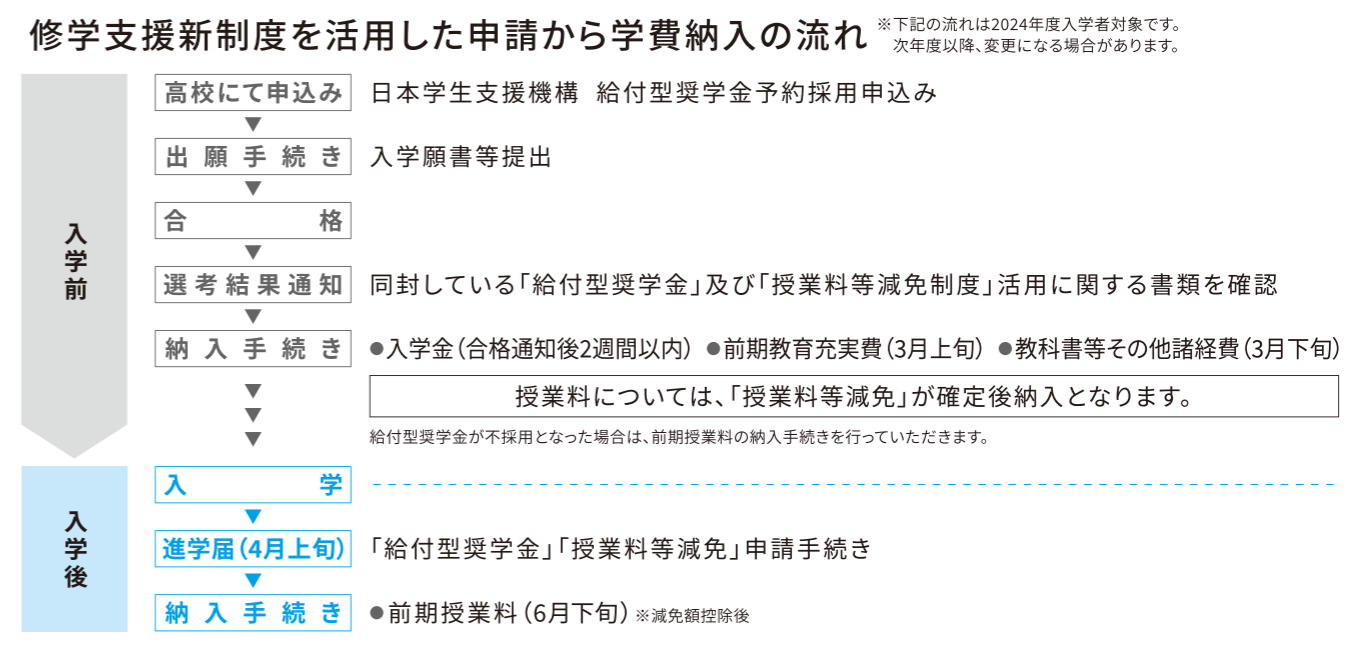 修学支援新制度を活用した申請から学費納入の流れ
※下記の流れは2024年度入学者対象です。
次年度以降、変更になる場合があります。
入学前
高校にて申込み 日本学生支援機構 給付型奨学金予約採用申込み
▼
出願手続き 入学願書等提出
▼
合格
▼
選考結果通知 同封している「給付型奨学金」及び「授業料等減免制度」活用に関する書類を確認
▼
納入手続き ●入学金(合格通知後2週間以内) ●前期教育充実費(3月上旬) ●教科書等その他諸経費(3月下旬)
▼
▼
▼
授業料については、「授業料等減免」が確定後納入となります。
給付型奨学金が不採用となった場合は、前期授業料の納入手続きを行っていただきます。
入学後
入学
▼
進学届(4月上旬) 「給付型奨学金」「授業料等減免」申請手続き
▼
納入手続き ●前期授業料(6月下旬)※減免額控除後